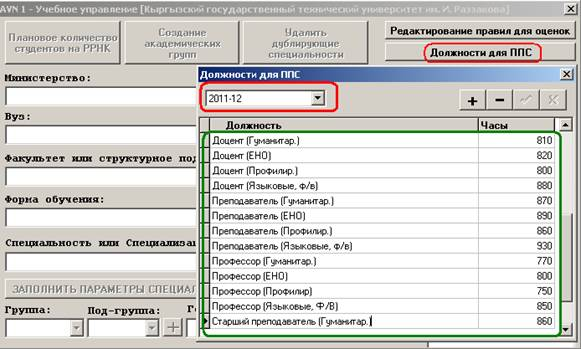 AVN 1 - Учебное управление [Кыргызский государственный технический университет им. И. Раззакова]
Плановое количество студентов на РРНК
Создание академических групп
Удалить дублирующие специальности
Редактирование правил для оценок
Должности для ППС
Министерство:
Вуз:
Факультет или структурное под
Форма обучения:
Специальность или Специализа
ЗАПОЛНИТЬ ПАРАМЕТРЫ СПЕЦИАЛ
Группа:
Под-группа:
Должности для ППС
2011-12
Должность Часы
Доцент (Гуманитар.) 810
Доцент (ЕНО) 820
Доцент (Профилир.) 800
Доцент (Языковые, ф/в) 880
Преподаватель (Гуманитар.) 870
Преподаватель (ЕНО) 890
Преподаватель (Профилир.) 860
Преподаватель (Языковые, ф/в) 930
Профессор (Гуманитар.) 770
Профессор (ЕНО) 800
Профессор (Профилир) 750
Профессор (Языковые, Ф/В) 850
Старший преподаватель (Гуманитар.) 860